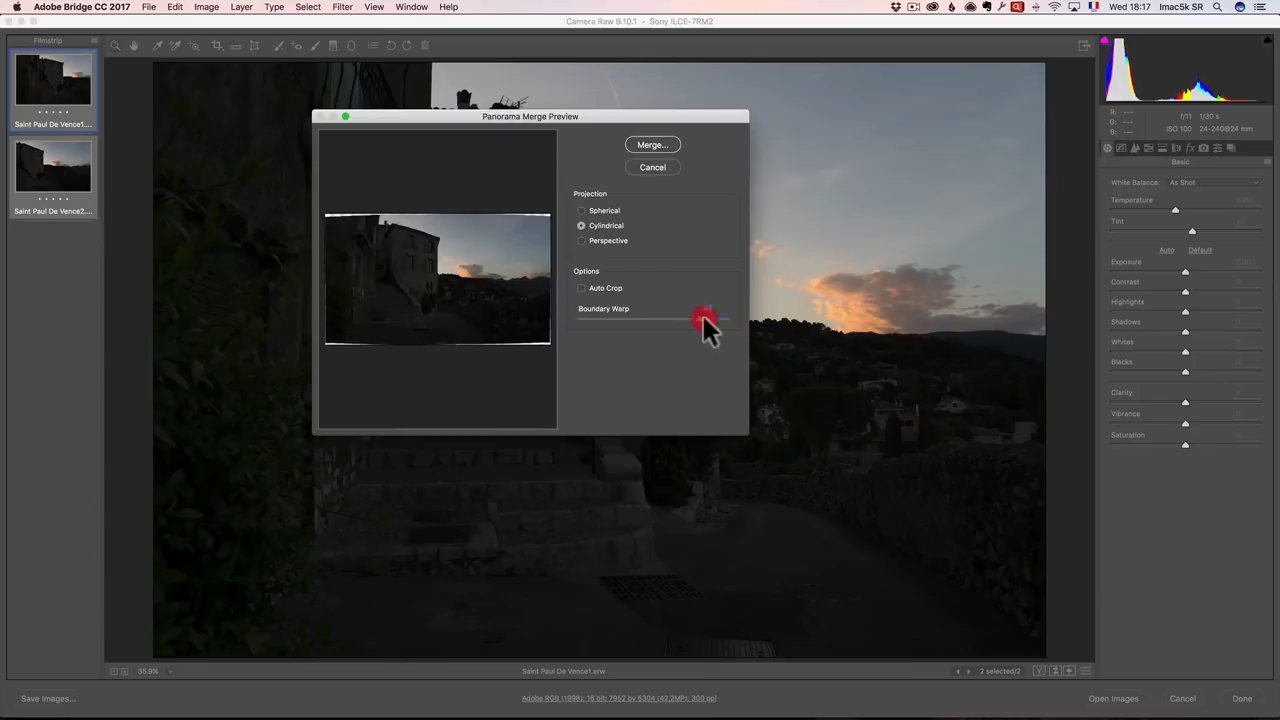 Adobe Bridge CC 2017 File Edit Image Layer Type Select Filter View Window Help
Wed 18:17 Imac5k SR
Camera Raw 9.10.1 - Sony ILCE-7RM2
Filmstrip
Saint Paul De Vence1....
Saint Paul De Vence2....
Panorama Merge Preview
Merge...
Cancel
Projection
Spherical
Cylindrical
Perspective
Options
Auto Crop
Boundary Warp
R: ---
G: ---
B: ---
f/11 1/30 s
ISO 100 24-240@24 mm
Basic
White Balance: As Shot
Temperature
Tint
Auto Default
Exposure
Contrast
Highlights
Shadows
Whites
Blacks
Clarity
Vibrance
Saturation
35.9%
Saint Paul De Vence1.arw
2 selected/2
Save Images...
Adobe RGB (1998); 16 bit; 7952 by 5304 (42.2MP); 300 ppi
Open Images Cancel Done